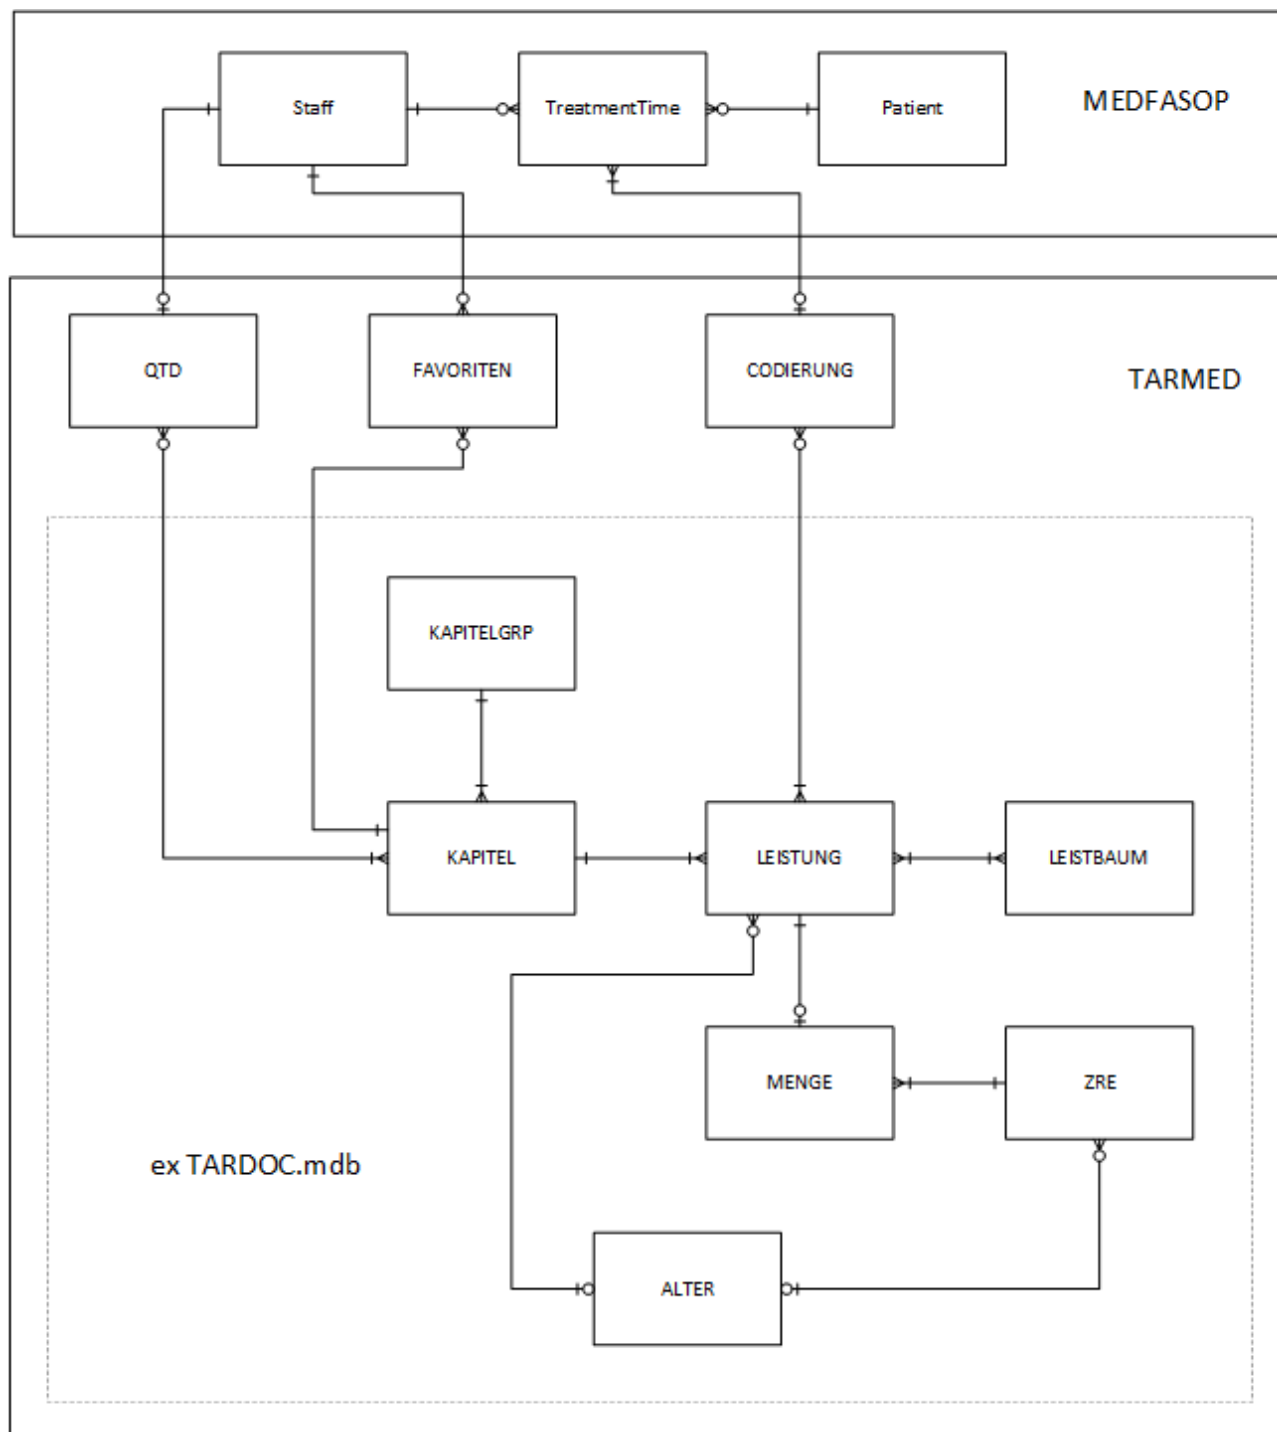 MEDFASOP
Staff
TreatmentTime
Patient
TARMED
QTD
FAVORITEN
CODIERUNG
KAPITELGRP
KAPITEL
LEISTUNG
LEISTBAUM
MENGE
ZRE
ex TARDOC.mdb
ALTER